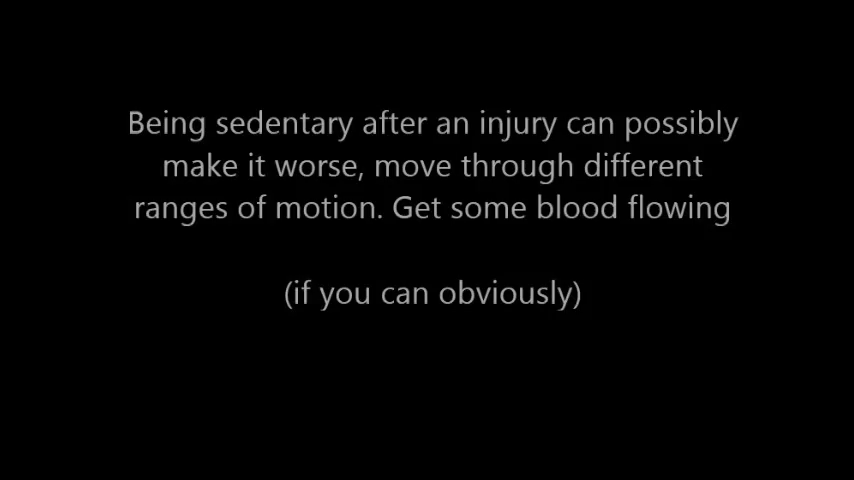 Being sedentary after an injury can possibly
make it worse, move through different
ranges of motion. Get some blood flowing
(if you can obviously)